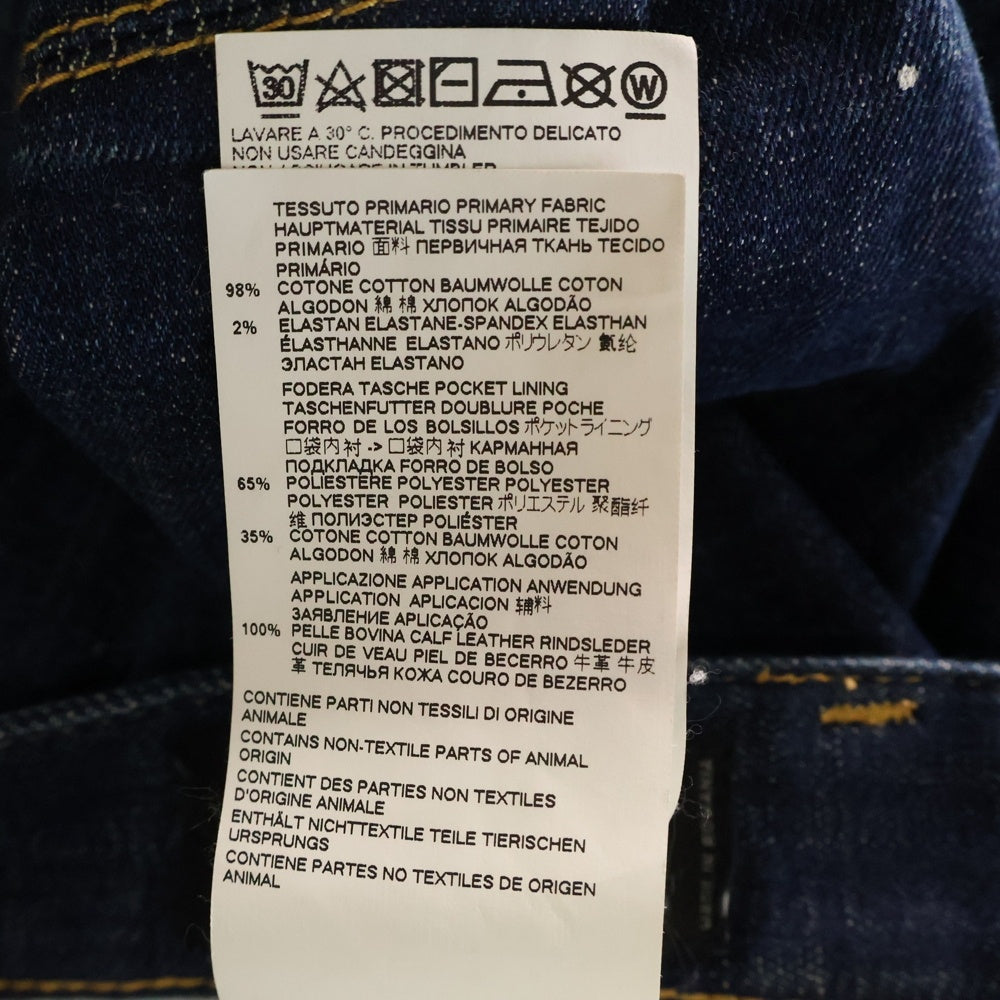 30
W
LAVARE A 30° C. PROCEDIMENTO DELICATO
NON USARE CANDEGGINA
TESSUTO PRIMARIO PRIMARY FABRIC
HAUPTMATERIAL TISSU PRIMAIRE TEJIDO
PRIMARIO 面料 ПЕРВИЧНАЯ ТКАНЬ TECIDO
PRIMÁRIO
98% COTONE COTTON BAUMWOLLE COTON
ALGODON 綿 棉 ХЛОПОК ALGODÃO
2% ELASTAN ELASTANE-SPANDEX ELASTHAN
ÉLASTHANNE ELASTANO ポリウレタン 氨纶
ЭЛАСТАН ELASTANO
FODERA TASCHE POCKET LINING
TASCHENFUTTER DOUBLURE POCHE
FORRO DE LOS BOLSILLOS ポケットライニング
口袋内衬 -> 口袋内衬 КАРМАННАЯ
ПОДКЛАДКА FORRO DE BOLSO
65% POLIESTERE POLYESTER POLYESTER
POLYESTER POLIESTER ポリエステル 聚酯纤
维 ПОЛИЭСТЕР POLIÉSTER
35% COTONE COTTON BAUMWOLLE COTON
ALGODON 綿 棉 ХЛОПОК ALGODÃO
APPLICAZIONE APPLICATION ANWENDUNG
APPLICATION APLICACION 辅料
ЗАЯВЛЕНИЕ APLICAÇÃO
100% PELLE BOVINA CALF LEATHER RINDSLEDER
CUIR DE VEAU PIEL DE BECERRO 牛革 牛皮
革 ТЕЛЯЧЬЯ КОЖА COURO DE BEZERRO
CONTIENE PARTI NON TESSILI DI ORIGINE
ANIMALE
CONTAINS NON-TEXTILE PARTS OF ANIMAL
ORIGIN
CONTIENT DES PARTIES NON TEXTILES
D'ORIGINE ANIMALE
ENTHÄLT NICHTTEXTILE TEILE TIERISCHEN
URSPRUNGS
CONTIENE PARTES NO TEXTILES DE ORIGEN
ANIMAL